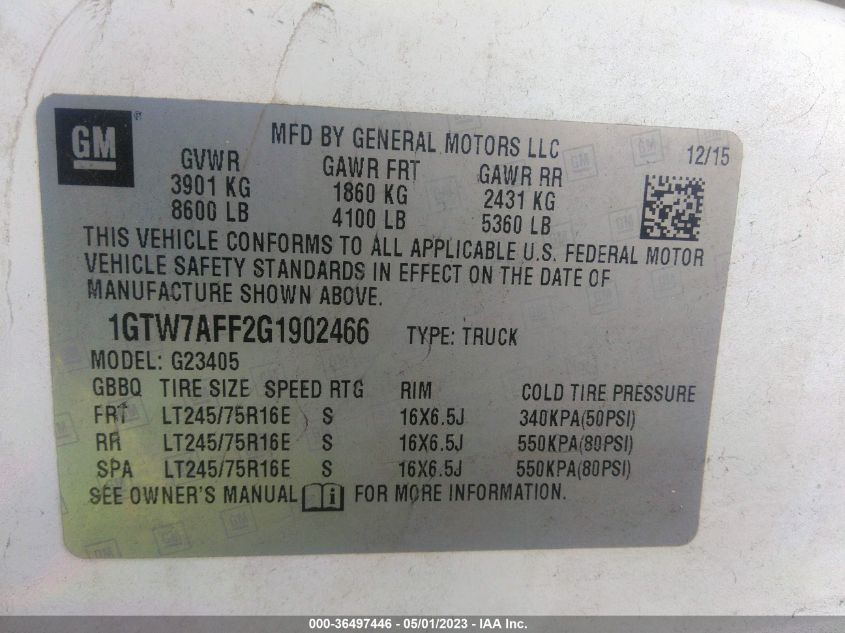 GM
MFD BY GENERAL MOTORS LLC
12/15
GVWR GAWR FRT GAWR RR
3901 KG 1860 KG 2431 KG
8600 LB 4100 LB 5360 LB
THIS VEHICLE CONFORMS TO ALL APPLICABLE U.S. FEDERAL MOTOR
VEHICLE SAFETY STANDARDS IN EFFECT ON THE DATE OF
MANUFACTURE SHOWN ABOVE.
1GTW7AFF2G1902466 TYPE: TRUCK
MODEL: G23405
GBBQ TIRE SIZE SPEED RTG RIM COLD TIRE PRESSURE
FRT LT245/75R16E S 16X6.5J 340KPA(50PSI)
RR LT245/75R16E S 16X6.5J 550KPA(80PSI)
SPA LT245/75R16E S 16X6.5J 550KPA(80PSI)
SEE OWNER'S MANUAL i FOR MORE INFORMATION.
000-36497446 - 05/01/2023 - IAA Inc.